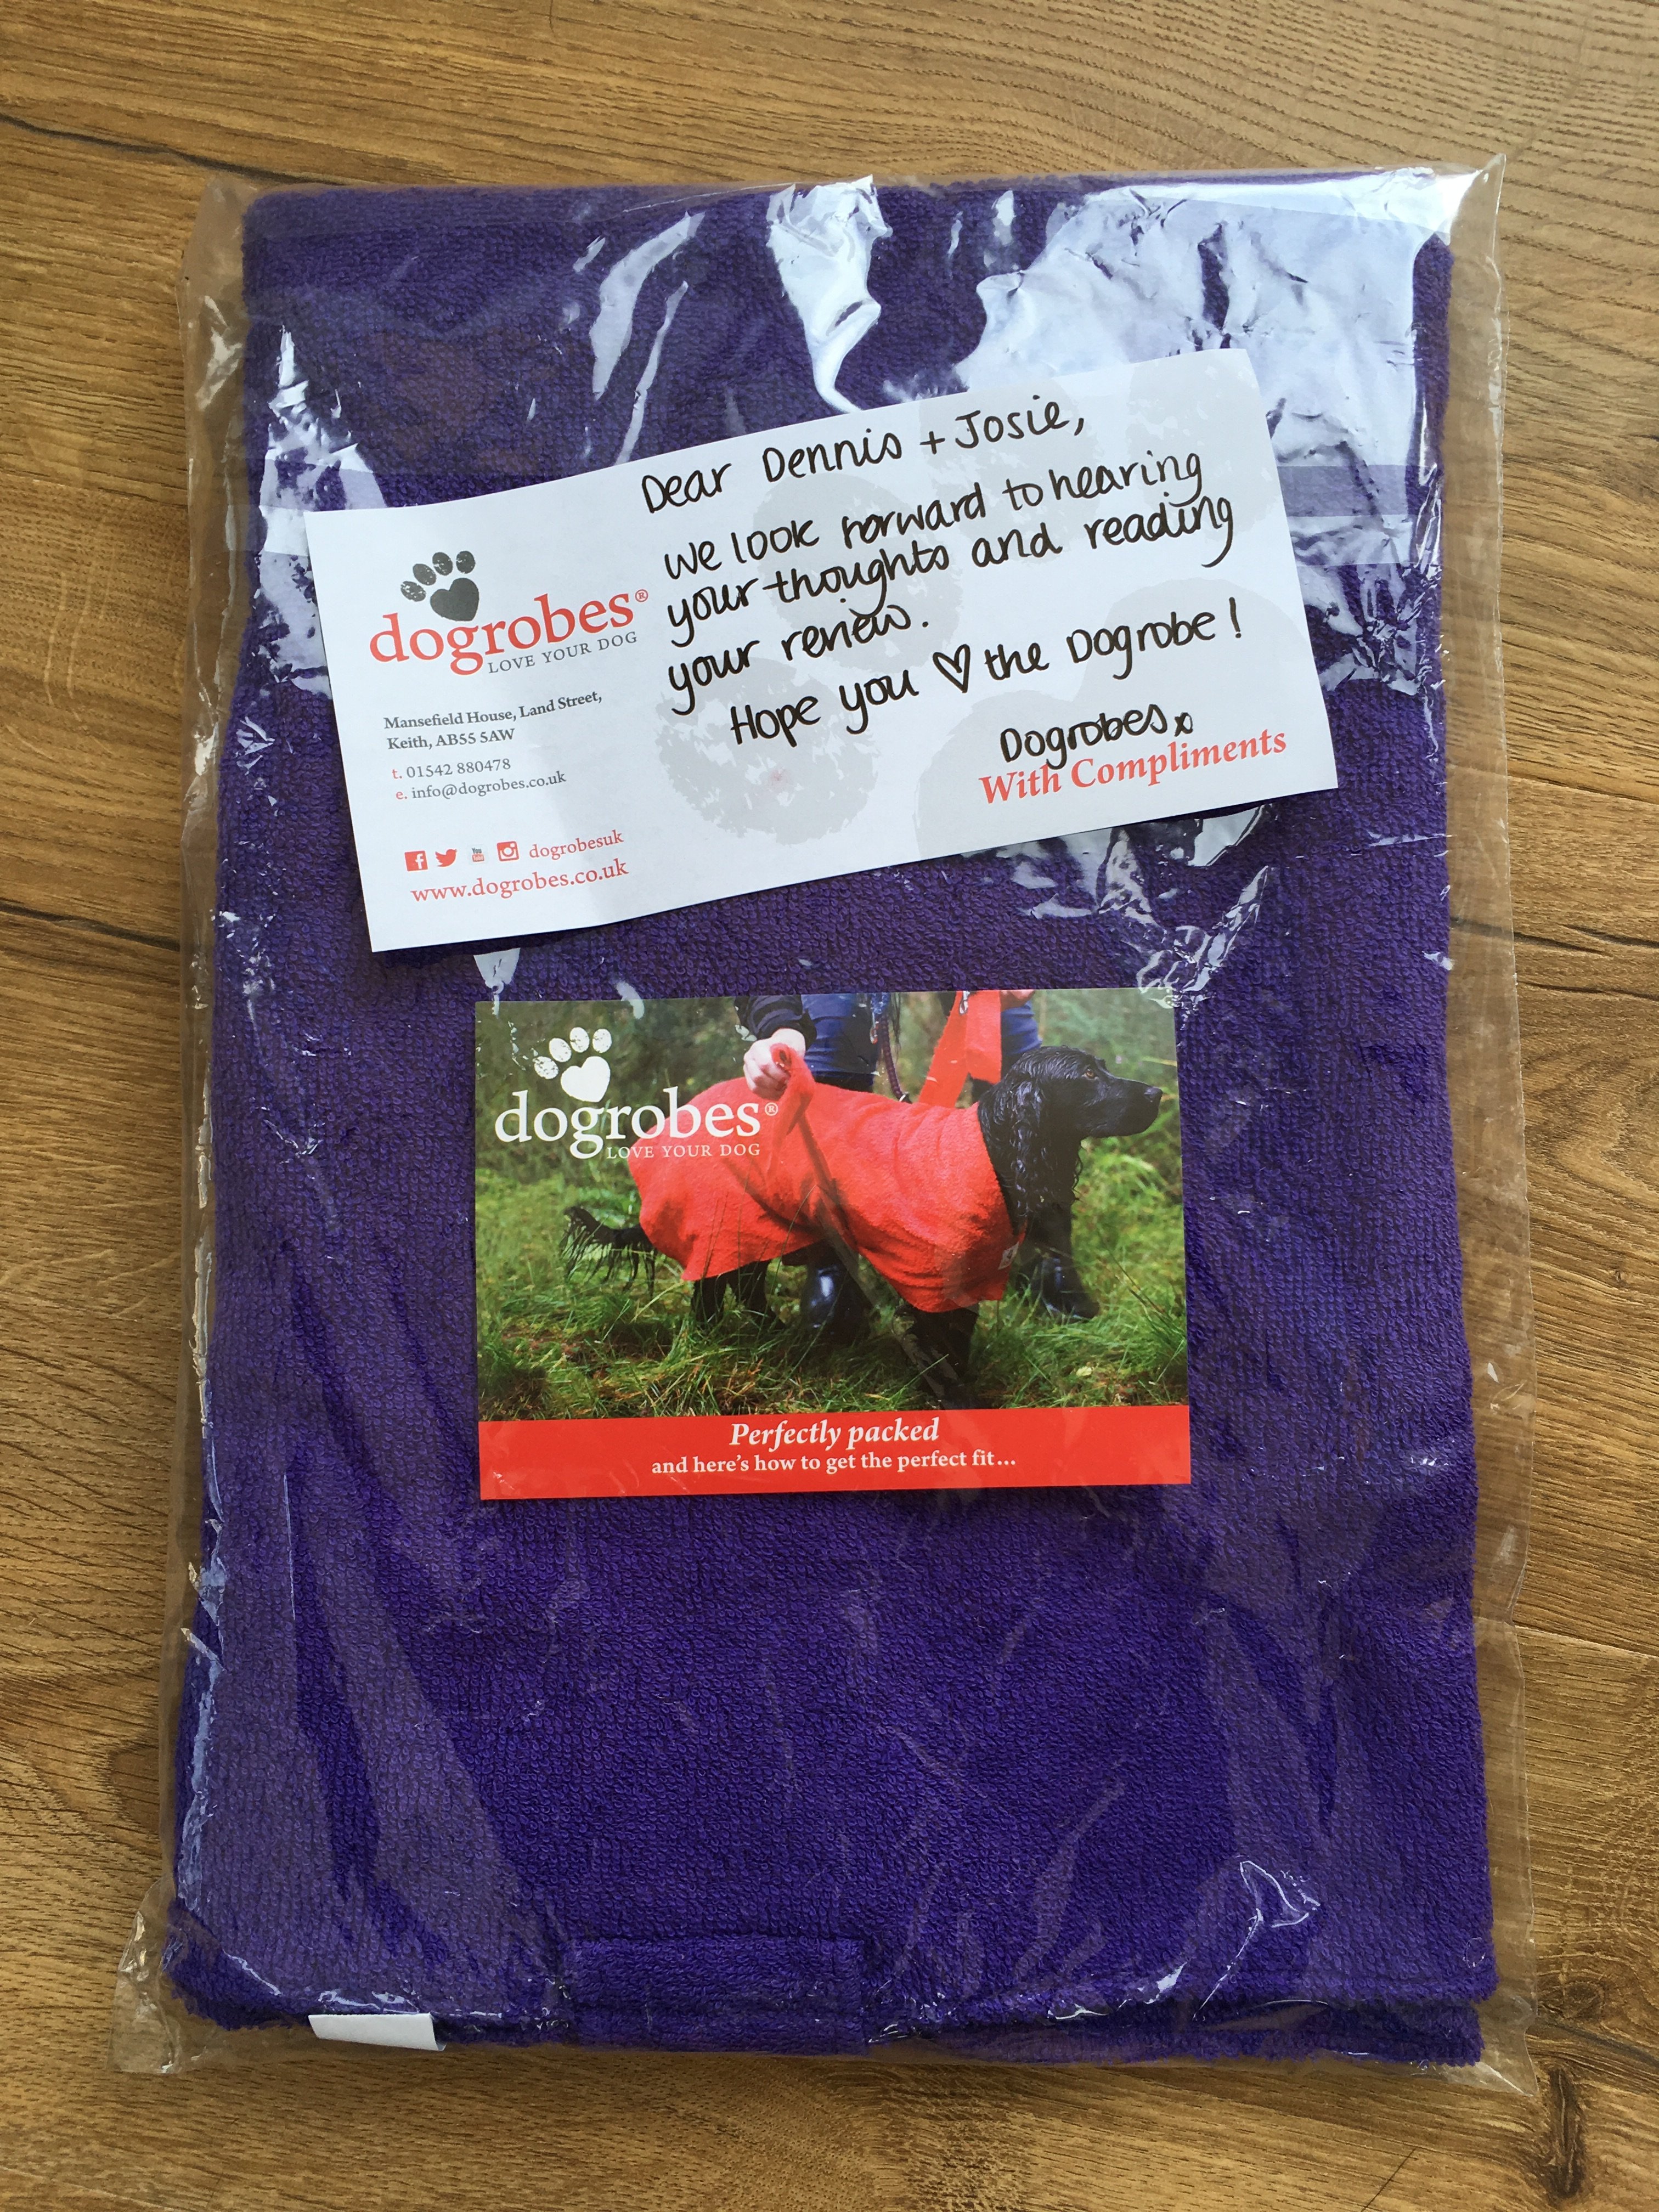 Dear Dennis + Josie,
We look forward to hearing
your thoughts and reading
your review.
Hope you ♡ the Dogrobe!
Dogrobes x
With Compliments
dogrobes®
LOVE YOUR DOG
Mansefield House, Land Street,
Keith, AB55 5AW
t. 01542 880478
e. info@dogrobes.co.uk
You
Tube
dogrobesuk
www.dogrobes.co.uk
dogrobes®
LOVE YOUR DOG
Perfectly packed
and here's how to get the perfect fit...